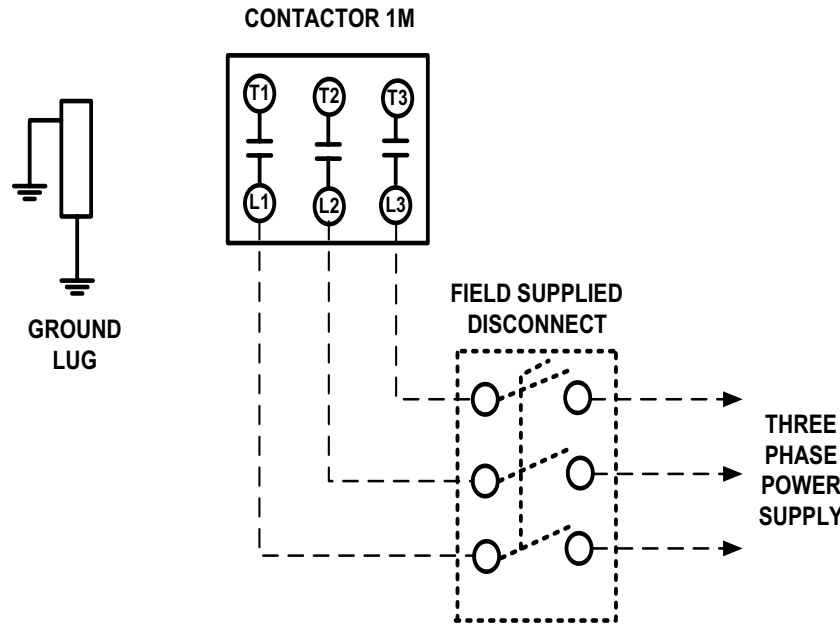 CONTACTOR 1M
T1 T2 T3
L1 L2 L3
GROUND
LUG
FIELD SUPPLIED
DISCONNECT
THREE
PHASE
POWER
SUPPLY